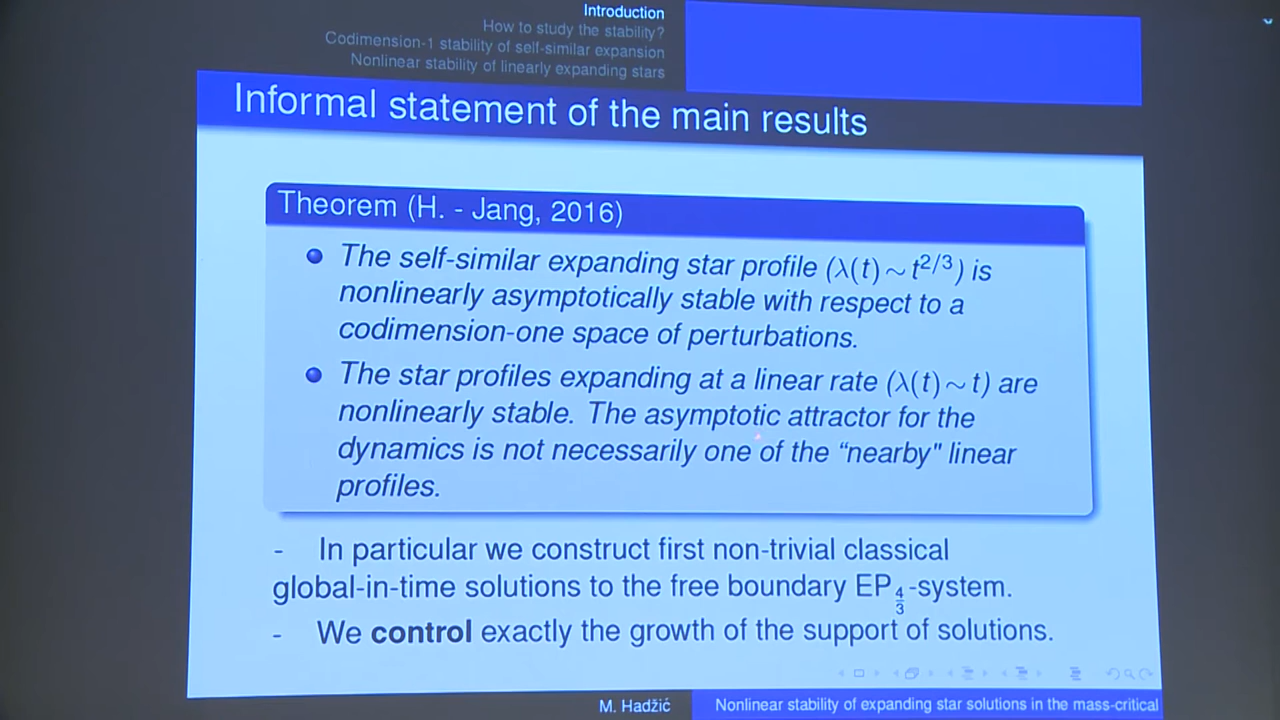 Introduction
How to study the stability?
Codimension-1 stability of self-similar expansion
Nonlinear stability of linearly expanding stars
Informal statement of the main results
Theorem (H. - Jang, 2016)
The self-similar expanding star profile (λ(t) ∼ t^{2/3}) is
nonlinearly asymptotically stable with respect to a
codimension-one space of perturbations.
The star profiles expanding at a linear rate (λ(t) ∼ t) are
nonlinearly stable. The asymptotic attractor for the
dynamics is not necessarily one of the “nearby" linear
profiles.
- In particular we construct first non-trivial classical
global-in-time solutions to the free boundary EP_{4/3}-system.
- We control exactly the growth of the support of solutions.
M. Hadžić
Nonlinear stability of expanding star solutions in the mass-critical